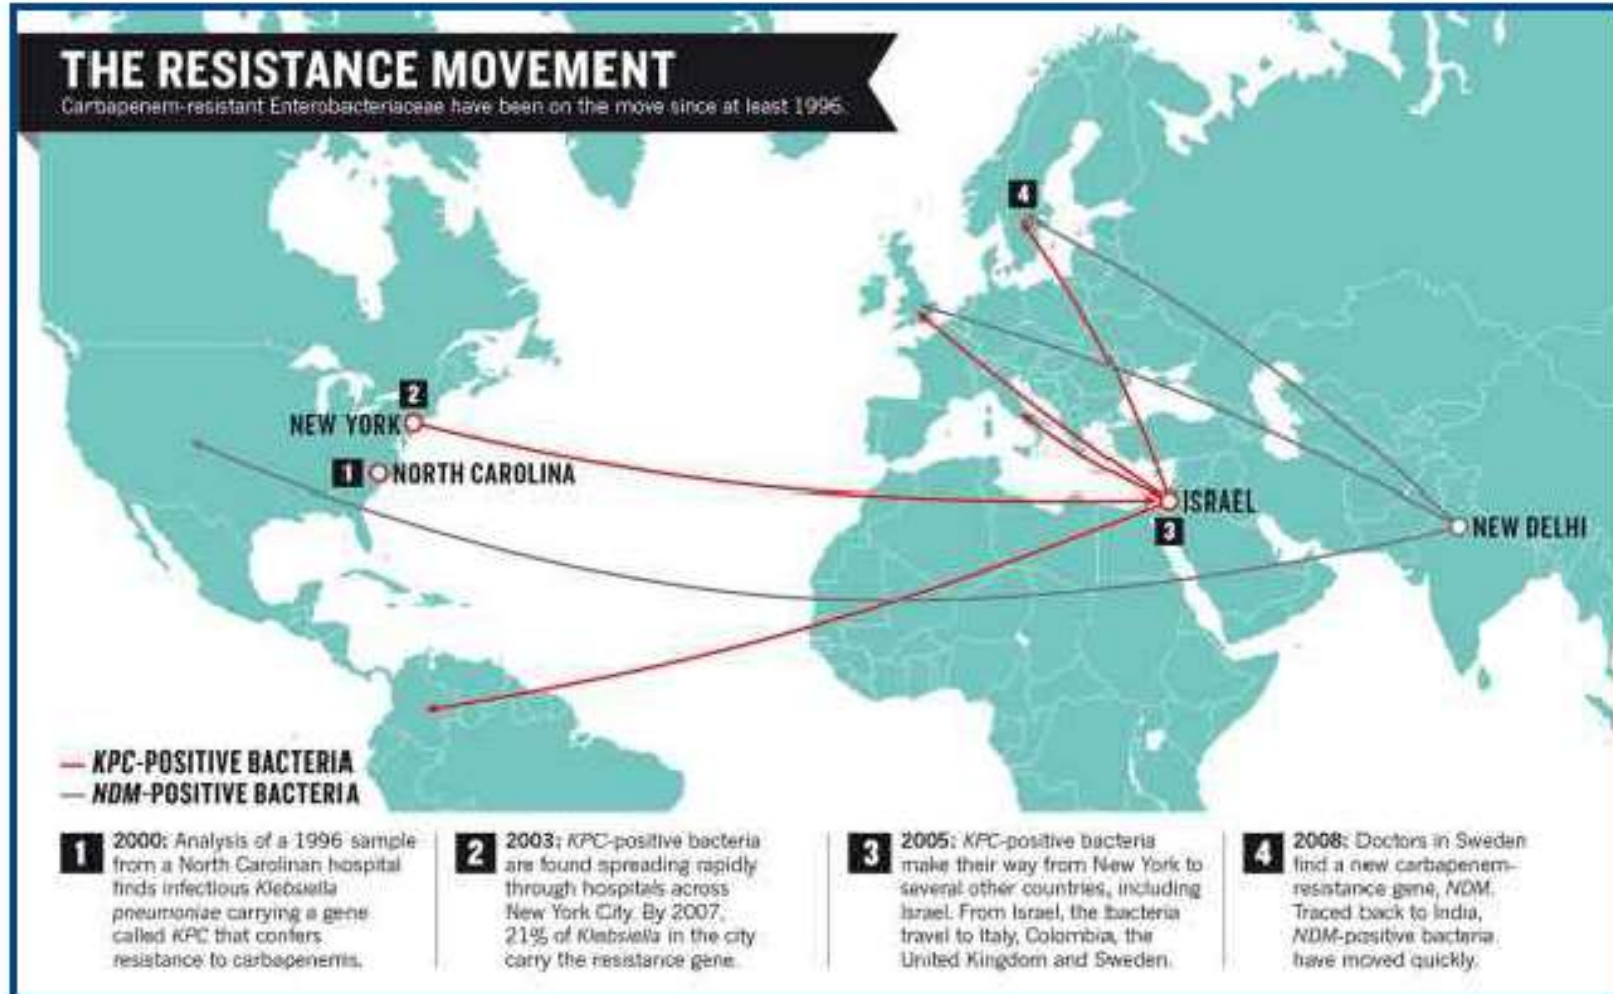 THE RESISTANCE MOVEMENT
Carbapenem-resistant Enterobacteriaceae have been on the move since at least 1996.
4
2
NEW YORK
1 NORTH CAROLINA
ISRAEL
3
NEW DELHI
KPC-POSITIVE BACTERIA
NDM-POSITIVE BACTERIA
1
2000: Analysis of a 1996 sample
from a North Carolinan hospital
finds infectious Klebsiella
pneumoniae carrying a gene
called KPC that confers
resistance to carbapenems.
2
2003: KPC-positive bacteria
are found spreading rapidly
through hospitals across
New York City. By 2007,
21% of Klebsiella in the city
carry the resistance gene.
3
2005: KPC-positive bacteria
make their way from New York to
several other countries, including
Israel. From Israel, the bacteria
travel to Italy, Colombia, the
United Kingdom and Sweden.
4
2008: Doctors in Sweden
find a new carbapenem-
resistance gene, NDM.
Traced back to India,
NDM-positive bacteria
have moved quickly.